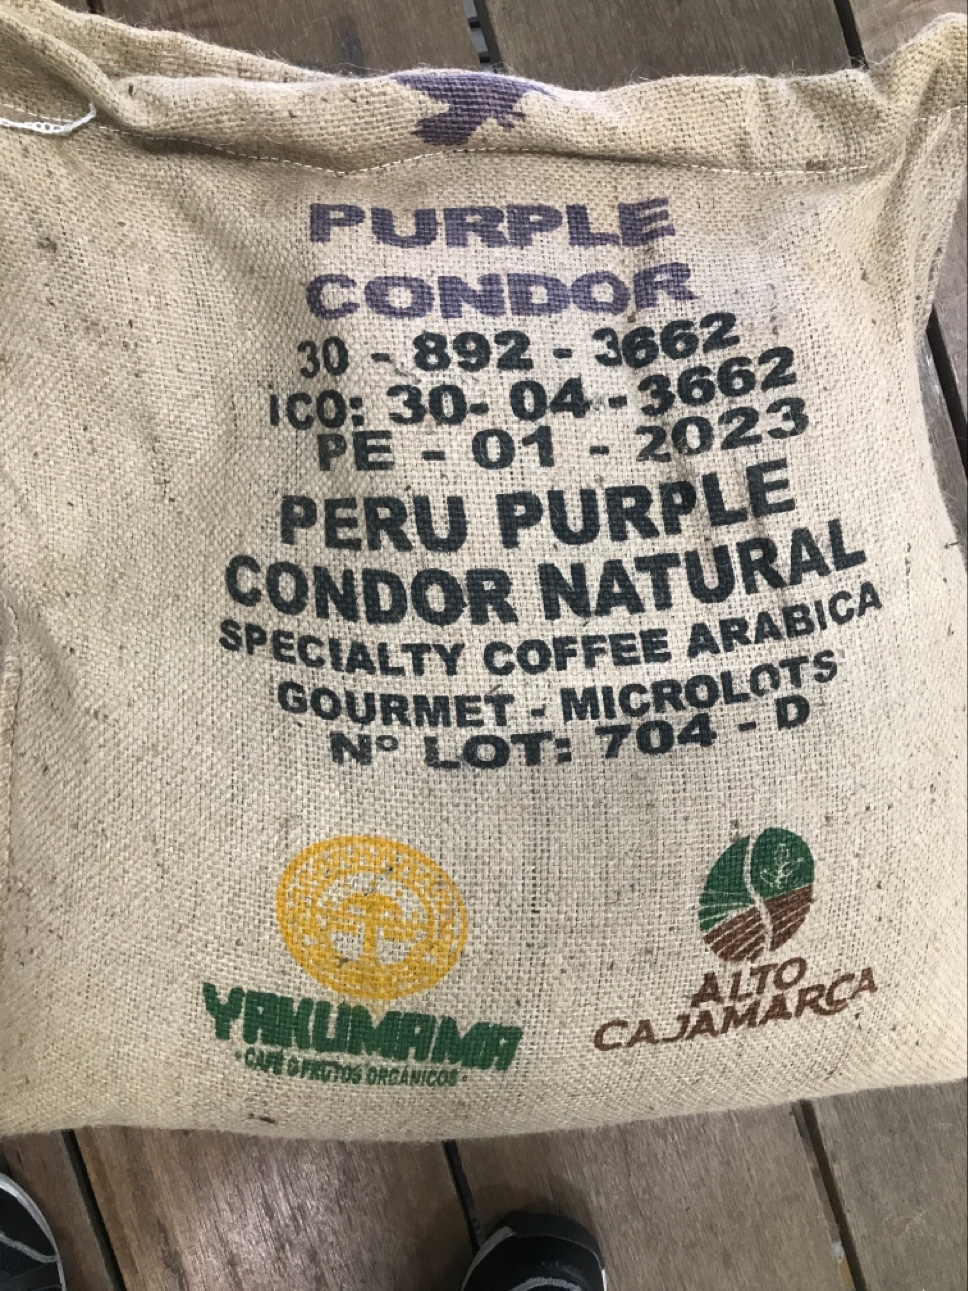 PURPLE
CONDOR
30 - 892 - 3662
ICO: 30- 04 - 3662
PE - 01 - 2023
PERU PURPLE
CONDOR NATURAL
SPECIALTY COFFEE ARABICA
GOURMET - MICROLOTS
Nº LOT: 704 - D
YAKUMAMA
• CAFÉ & FRUTOS ORGÁNICOS •
ALTO
CAJAMARCA